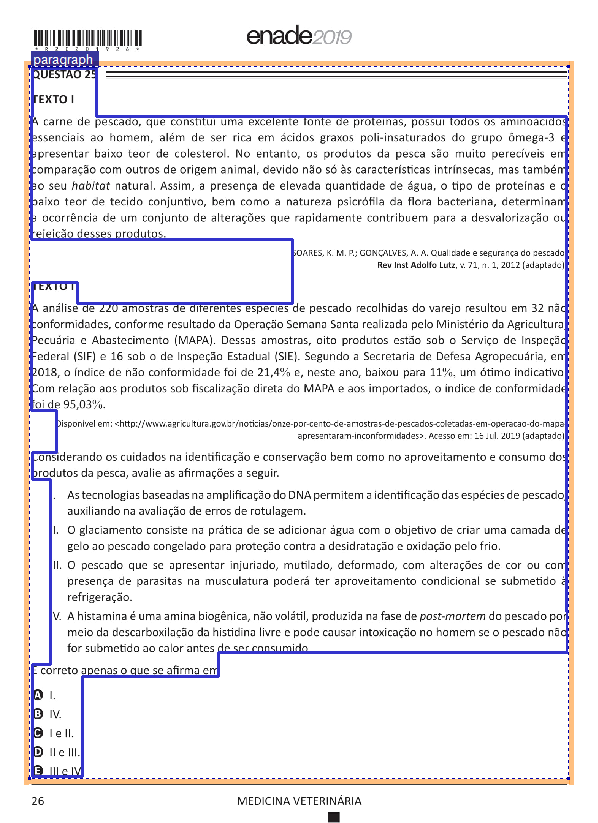 *R20201926*
enade2019
paragraph
QUESTÃO 25
TEXTO I
A carne de pescado, que constitui uma excelente fonte de proteínas, possui todos os aminoácidos
essenciais ao homem, além de ser rica em ácidos graxos poli-insaturados do grupo ômega-3 e
apresentar baixo teor de colesterol. No entanto, os produtos da pesca são muito perecíveis em
comparação com outros de origem animal, devido não só às características intrínsecas, mas também
ao seu habitat natural. Assim, a presença de elevada quantidade de água, o tipo de proteínas e o
baixo teor de tecido conjuntivo, bem como a natureza psicrófila da flora bacteriana, determinam
a ocorrência de um conjunto de alterações que rapidamente contribuem para a desvalorização ou
rejeição desses produtos.
SOARES, K. M. P.; GONÇALVES, A. A. Qualidade e segurança do pescado.
Rev Inst Adolfo Lutz, v. 71, n. 1, 2012 (adaptado).
TEXTO II
A análise de 220 amostras de diferentes espécies de pescado recolhidas do varejo resultou em 32 não
conformidades, conforme resultado da Operação Semana Santa realizada pelo Ministério da Agricultura,
Pecuária e Abastecimento (MAPA). Dessas amostras, oito produtos estão sob o Serviço de Inspeção
Federal (SIF) e 16 sob o de Inspeção Estadual (SIE). Segundo a Secretaria de Defesa Agropecuária, em
2018, o índice de não conformidade foi de 21,4% e, neste ano, baixou para 11%, um ótimo indicativo.
Com relação aos produtos sob fiscalização direta do MAPA e aos importados, o índice de conformidade
foi de 95,03%.
Disponível em: <http://www.agricultura.gov.br/noticias/onze-por-cento-de-amostras-de-pescados-coletadas-em-operacao-do-mapa-
apresentaram-inconformidades>. Acesso em: 16 Jul. 2019 (adaptado).
Considerando os cuidados na identificação e conservação bem como no aproveitamento e consumo dos
produtos da pesca, avalie as afirmações a seguir.
I. As tecnologias baseadas na amplificação do DNA permitem a identificação das espécies de pescado,
auxiliando na avaliação de erros de rotulagem.
II. O glaciamento consiste na prática de se adicionar água com o objetivo de criar uma camada de
gelo ao pescado congelado para proteção contra a desidratação e oxidação pelo frio.
III. O pescado que se apresentar injuriado, mutilado, deformado, com alterações de cor ou com
presença de parasitas na musculatura poderá ter aproveitamento condicional se submetido à
refrigeração.
IV. A histamina é uma amina biogênica, não volátil, produzida na fase de post-mortem do pescado por
meio da descarboxilação da histidina livre e pode causar intoxicação no homem se o pescado não
for submetido ao calor antes de ser consumido.
É correto apenas o que se afirma em
A I.
B IV.
C I e II.
D II e III.
E III e IV.
26
MEDICINA VETERINÁRIA